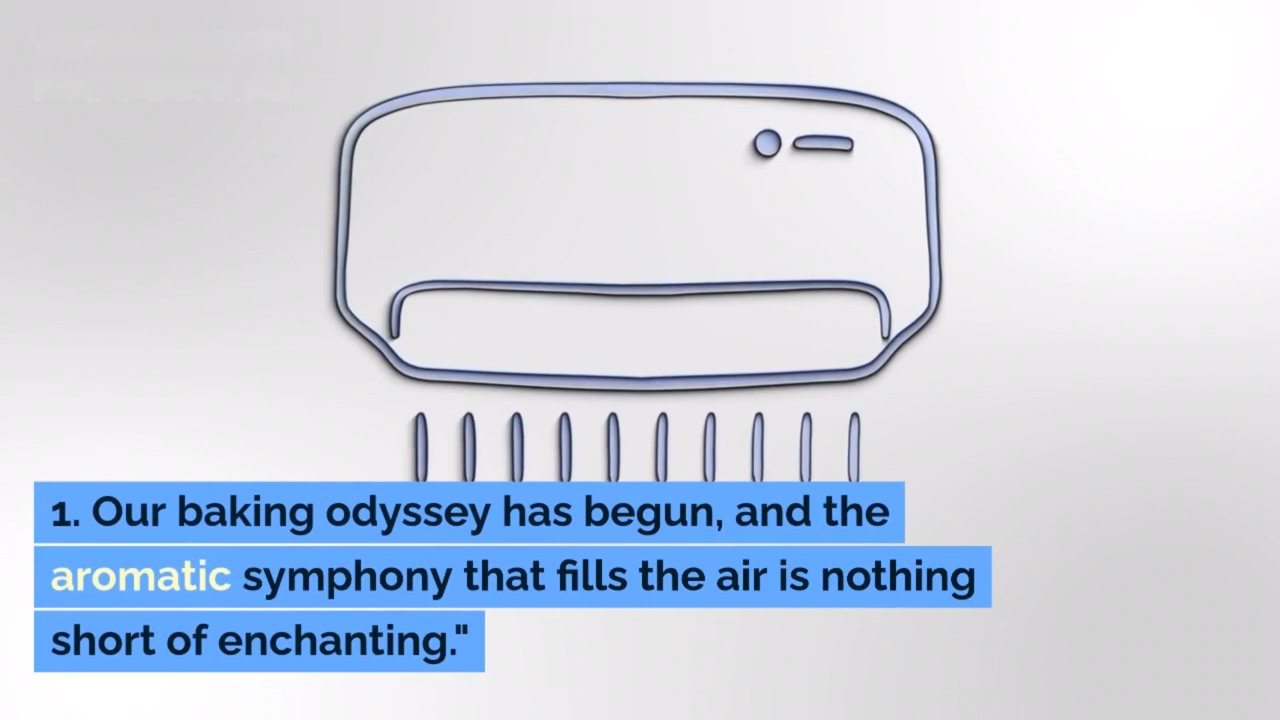 1. Our baking odyssey has begun, and the
aromatic symphony that fills the air is nothing
short of enchanting."